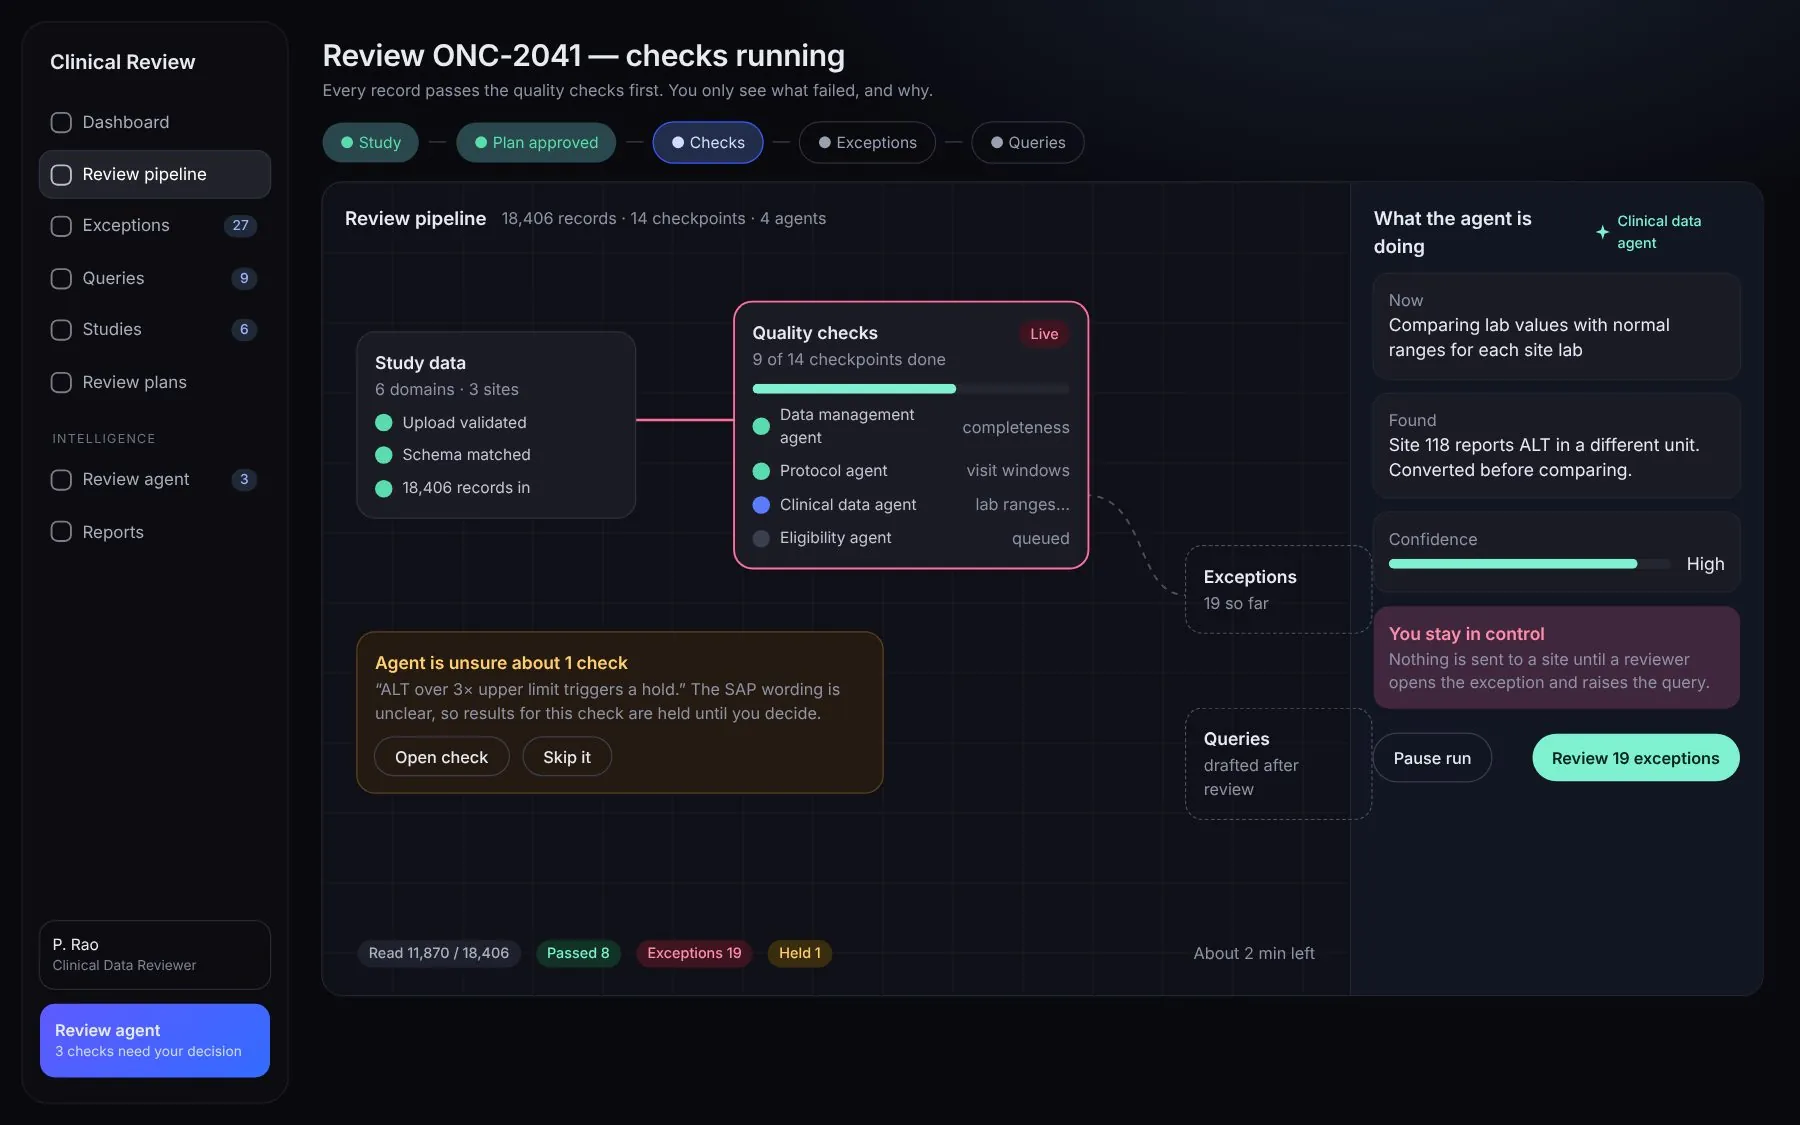 Clinical Review
Dashboard
Review pipeline
Exceptions 27
Queries 9
Studies 6
Review plans
INTELLIGENCE
Review agent 3
Reports
P. Rao
Clinical Data Reviewer
Review agent
3 checks need your decision
Review ONC-2041 — checks running
Every record passes the quality checks first. You only see what failed, and why.
Study — Plan approved — Checks — Exceptions — Queries
Review pipeline 18,406 records · 14 checkpoints · 4 agents
Study data
6 domains · 3 sites
Upload validated
Schema matched
18,406 records in
Quality checks Live
9 of 14 checkpoints done
Data management
agent completeness
Protocol agent visit windows
Clinical data agent lab ranges...
Eligibility agent queued
Exceptions
19 so far
Agent is unsure about 1 check
“ALT over 3× upper limit triggers a hold.” The SAP wording is
unclear, so results for this check are held until you decide.
Open check Skip it
Queries
drafted after
review
Read 11,870 / 18,406 Passed 8 Exceptions 19 Held 1 About 2 min left
What the agent is
doing
Clinical data
agent
Now
Comparing lab values with normal
ranges for each site lab
Found
Site 118 reports ALT in a different unit.
Converted before comparing.
Confidence
High
You stay in control
Nothing is sent to a site until a reviewer
opens the exception and raises the query.
Pause run Review 19 exceptions